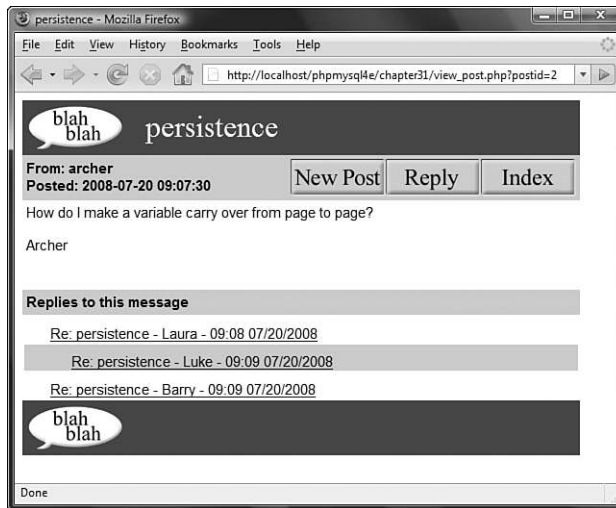 persistence - Mozilla Firefox
File Edit View History Bookmarks Tools Help
http://localhost/phpmysql4e/chapter31/view_post.php?postid=2
blah
blah
persistence
From: archer
Posted: 2008-07-20 09:07:30
New Post Reply Index
How do I make a variable carry over from page to page?
Archer
Replies to this message
Re: persistence - Laura - 09:08 07/20/2008
Re: persistence - Luke - 09:09 07/20/2008
Re: persistence - Barry - 09:09 07/20/2008
blah
blah
Done